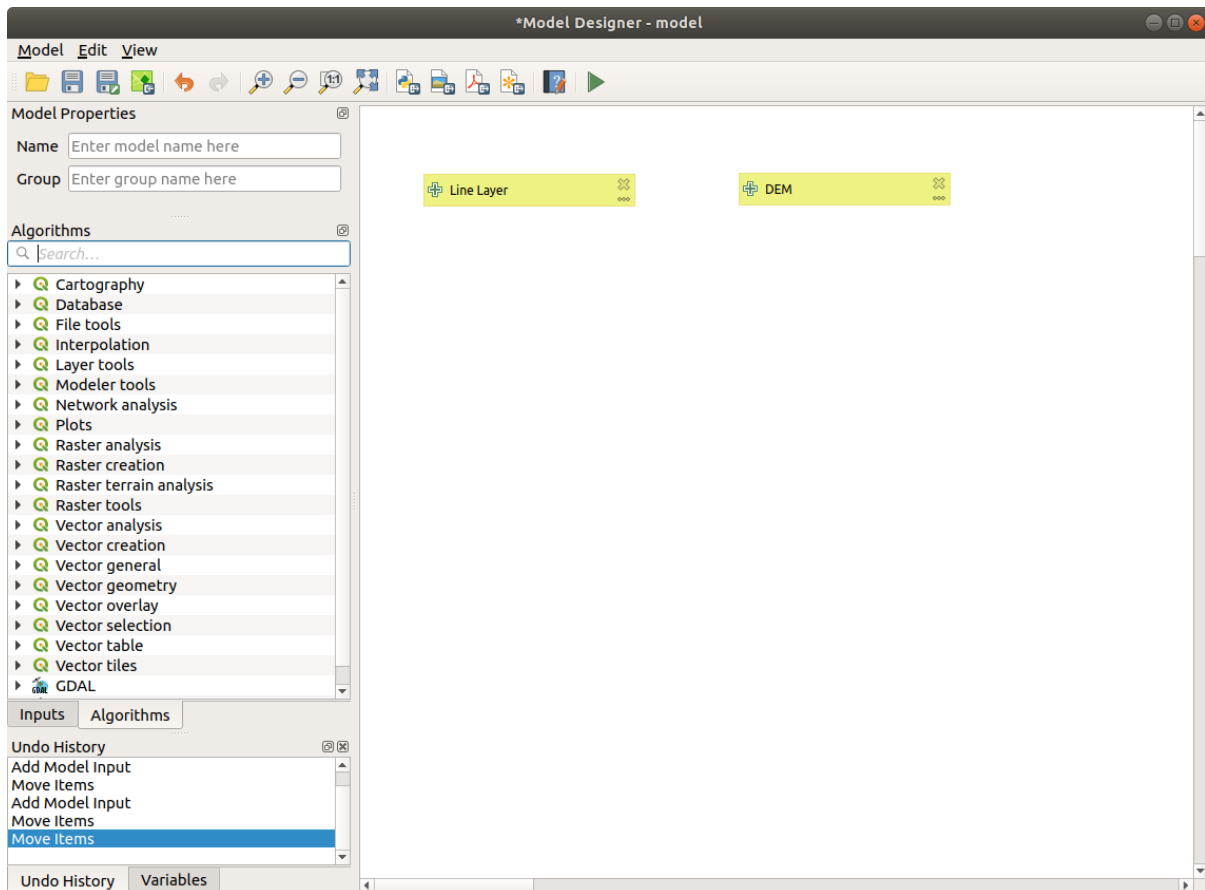 *Model Designer - model
Model Edit View
1:1
Model Properties
Name Enter model name here
Group Enter group name here
Algorithms
Search...
Cartography
Database
File tools
Interpolation
Layer tools
Modeler tools
Network analysis
Plots
Raster analysis
Raster creation
Raster terrain analysis
Raster tools
Vector analysis
Vector creation
Vector general
Vector geometry
Vector overlay
Vector selection
Vector table
Vector tiles
GDAL GDAL
Inputs Algorithms
Undo History
Add Model Input
Move Items
Add Model Input
Move Items
Move Items
Undo History Variables
Line Layer
DEM